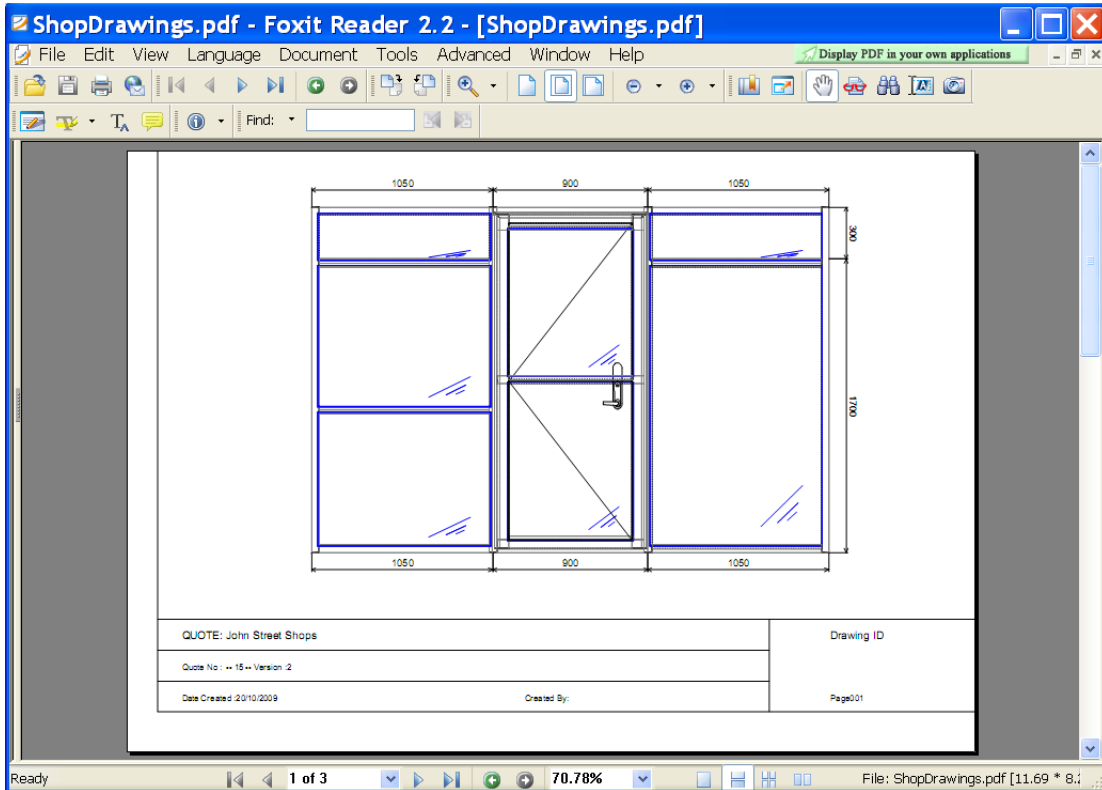 ShopDrawings.pdf - Foxit Reader 2.2 - [ShopDrawings.pdf]
File Edit View Language Document Tools Advanced Window Help
Display PDF in your own applications
Find:
1050 900 1050
300
1700
1050 900 1050
QUOTE: John Street Shops
Drawing ID
Quote No : -- 15 -- Version :2
Date Created :20/10/2009
Created By:
Page001
Ready
1 of 3
70.78%
File: ShopDrawings.pdf [11.69 * 8.